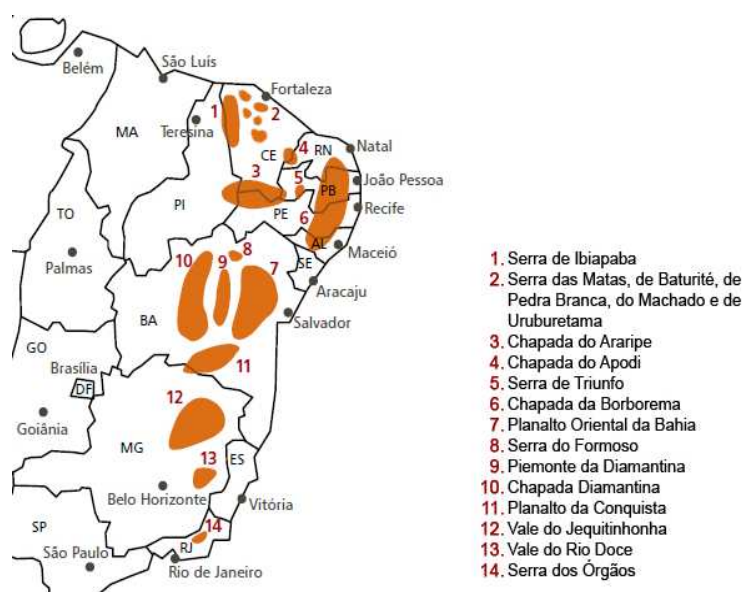 Belém
São Luís
Fortaleza
1
2
Teresina
MA
4
RN
Natal
CE
3
5
PB
João Pessoa
TO
PI
PE
6
Recife
AL
Palmas
10
9
8
7
SE
Maceió
Aracaju
BA
Salvador
GO
Brasília
11
DF
12
Goiânia
MG
13
ES
Belo Horizonte
Vitória
SP
14
RJ
São Paulo
Rio de Janeiro
1. Serra de Ibiapaba
2. Serra das Matas, de Baturité, de
Pedra Branca, do Machado e de
Uruburetama
3. Chapada do Araripe
4. Chapada do Apodi
5. Serra de Triunfo
6. Chapada da Borborema
7. Planalto Oriental da Bahia
8. Serra do Formoso
9. Piemonte da Diamantina
10. Chapada Diamantina
11. Planalto da Conquista
12. Vale do Jequitinhonha
13. Vale do Rio Doce
14. Serra dos Órgãos